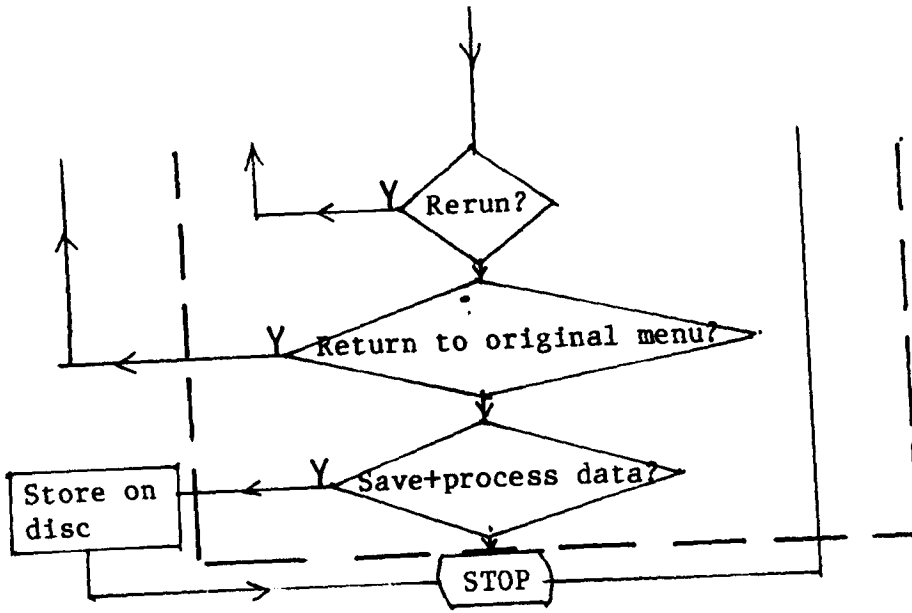 Y
Rerun?
Y
Return to original menu?
Y
Save+process data?
Store on
disc
STOP